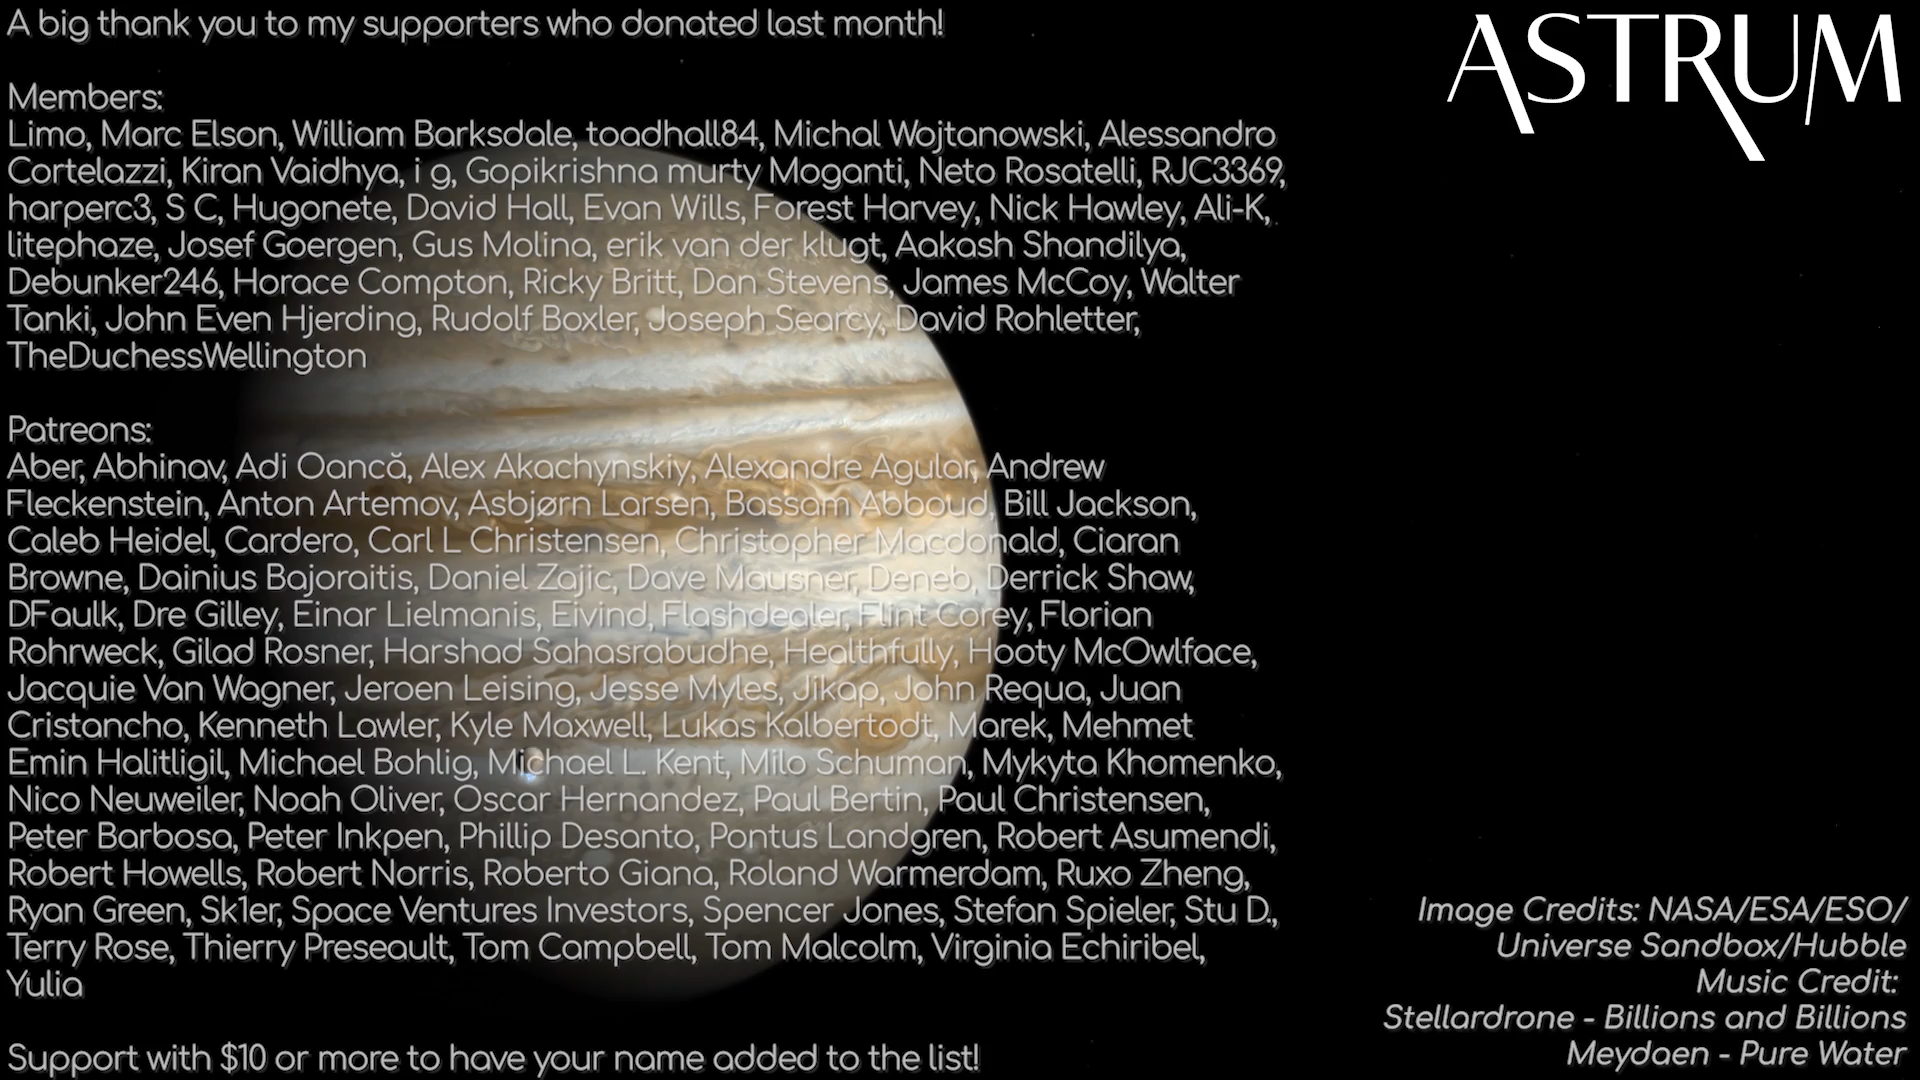 A big thank you to my supporters who donated last month!
ASTRUM
Members:
Limo, Marc Elson, William Barksdale, toadhall84, Michal Wojtanowski, Alessandro
Cortelazzi, Kiran Vaidhya, i g, Gopikrishna murty Moganti, Neto Rosatelli, RJC3369,
harperc3, S C, Hugonete, David Hall, Evan Wills, Forest Harvey, Nick Hawley, Ali-K,
litephaze, Josef Goergen, Gus Molina, erik van der klugt, Aakash Shandilya,
Debunker246, Horace Compton, Ricky Britt, Dan Stevens, James McCoy, Walter
Tanki, John Even Hjerding, Rudolf Boxler, Joseph Searcy, David Rohletter,
TheDuchessWellington
Patreons:
Aber, Abhinav, Adi Oancă, Alex Akachynskiy, Alexandre Agular, Andrew
Fleckenstein, Anton Artemov, Asbjørn Larsen, Bassam Abboud, Bill Jackson,
Caleb Heidel, Cardero, Carl L Christensen, Christopher Macdonald, Ciaran
Browne, Dainius Bajoraitis, Daniel Zajic, Dave Mausner, Deneb, Derrick Shaw,
DFaulk, Dre Gilley, Einar Lielmanis, Eivind, Flashdealer, Flint Corey, Florian
Rohrweck, Gilad Rosner, Harshad Sahasrabudhe, Healthfully, Hooty McOwlface,
Jacquie Van Wagner, Jeroen Leising, Jesse Myles, Jikap, John Requa, Juan
Cristancho, Kenneth Lawler, Kyle Maxwell, Lukas Kalbertodt, Marek, Mehmet
Emin Halitligil, Michael Bohlig, Michael L. Kent, Milo Schuman, Mykyta Khomenko,
Nico Neuweiler, Noah Oliver, Oscar Hernandez, Paul Bertin, Paul Christensen,
Peter Barbosa, Peter Inkpen, Phillip Desanto, Pontus Landgren, Robert Asumendi,
Robert Howells, Robert Norris, Roberto Giana, Roland Warmerdam, Ruxo Zheng,
Ryan Green, Sk1er, Space Ventures Investors, Spencer Jones, Stefan Spieler, Stu D.,
Terry Rose, Thierry Preseault, Tom Campbell, Tom Malcolm, Virginia Echiribel,
Yulia
Support with $10 or more to have your name added to the list!
Image Credits: NASA/ESA/ESO/
Universe Sandbox/Hubble
Music Credit:
Stellardrone - Billions and Billions
Meydaen - Pure Water